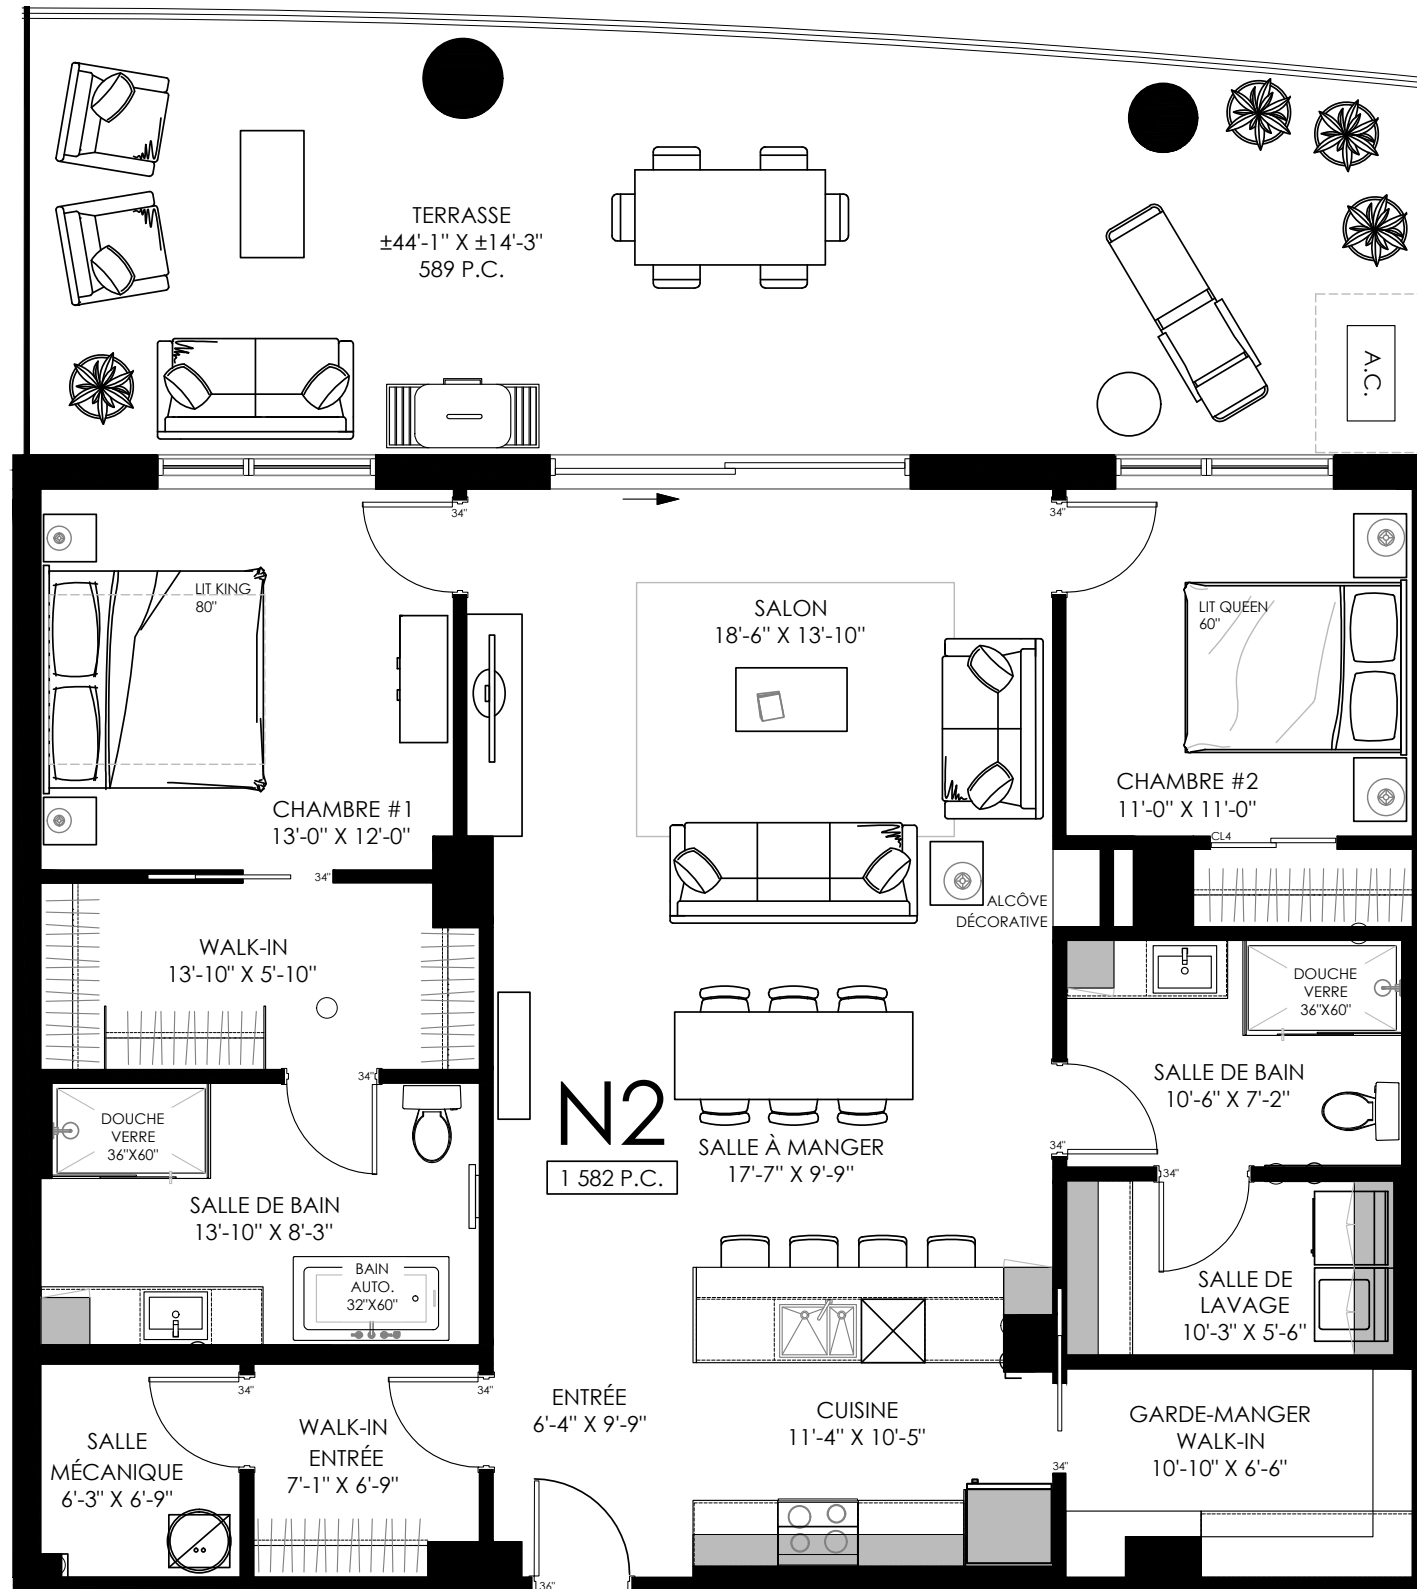 TERRASSE
±44'-1" X ±14'-3"
589 P.C.
A.C.
34"
34"
LIT KING
80"
SALON
18'-6" X 13'-10"
LIT QUEEN
60"
CHAMBRE #1
13'-0" X 12'-0"
CHAMBRE #2
11'-0" X 11'-0"
CL4
34"
ALCÔVE
DÉCORATIVE
WALK-IN
13'-10" X 5'-10"
DOUCHE
VERRE
36"X60"
34"
DOUCHE
VERRE
36"X60"
N2
1 582 P.C.
SALLE À MANGER
17'-7" X 9'-9"
SALLE DE BAIN
10'-6" X 7'-2"
34"
34"
SALLE DE BAIN
13'-10" X 8'-3"
BAIN
AUTO.
32"X60"
SALLE DE
LAVAGE
10'-3" X 5'-6"
34"
34"
SALLE
MÉCANIQUE
6'-3" X 6'-9"
WALK-IN
ENTRÉE
7'-1" X 6'-9"
ENTRÉE
6'-4" X 9'-9"
CUISINE
11'-4" X 10'-5"
GARDE-MANGER
WALK-IN
10'-10" X 6'-6"
34"
36"